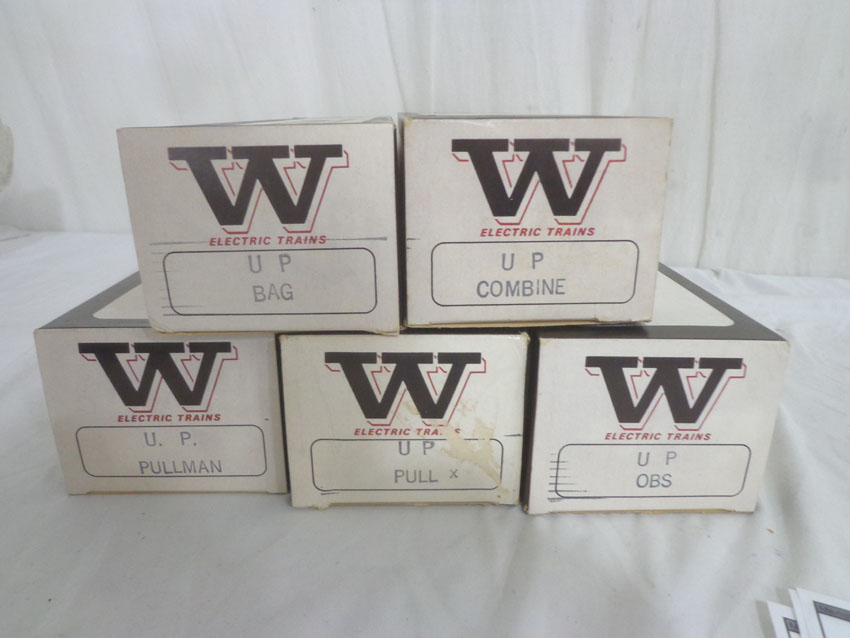 W
ELECTRIC TRAINS
U P
BAG
W
ELECTRIC TRAINS
U P
COMBINE
W
ELECTRIC TRAINS
U. P.
PULLMAN
W
ELECTRIC TRAINS
U P
PULL x
W
ELECTRIC TRAINS
U P
OBS